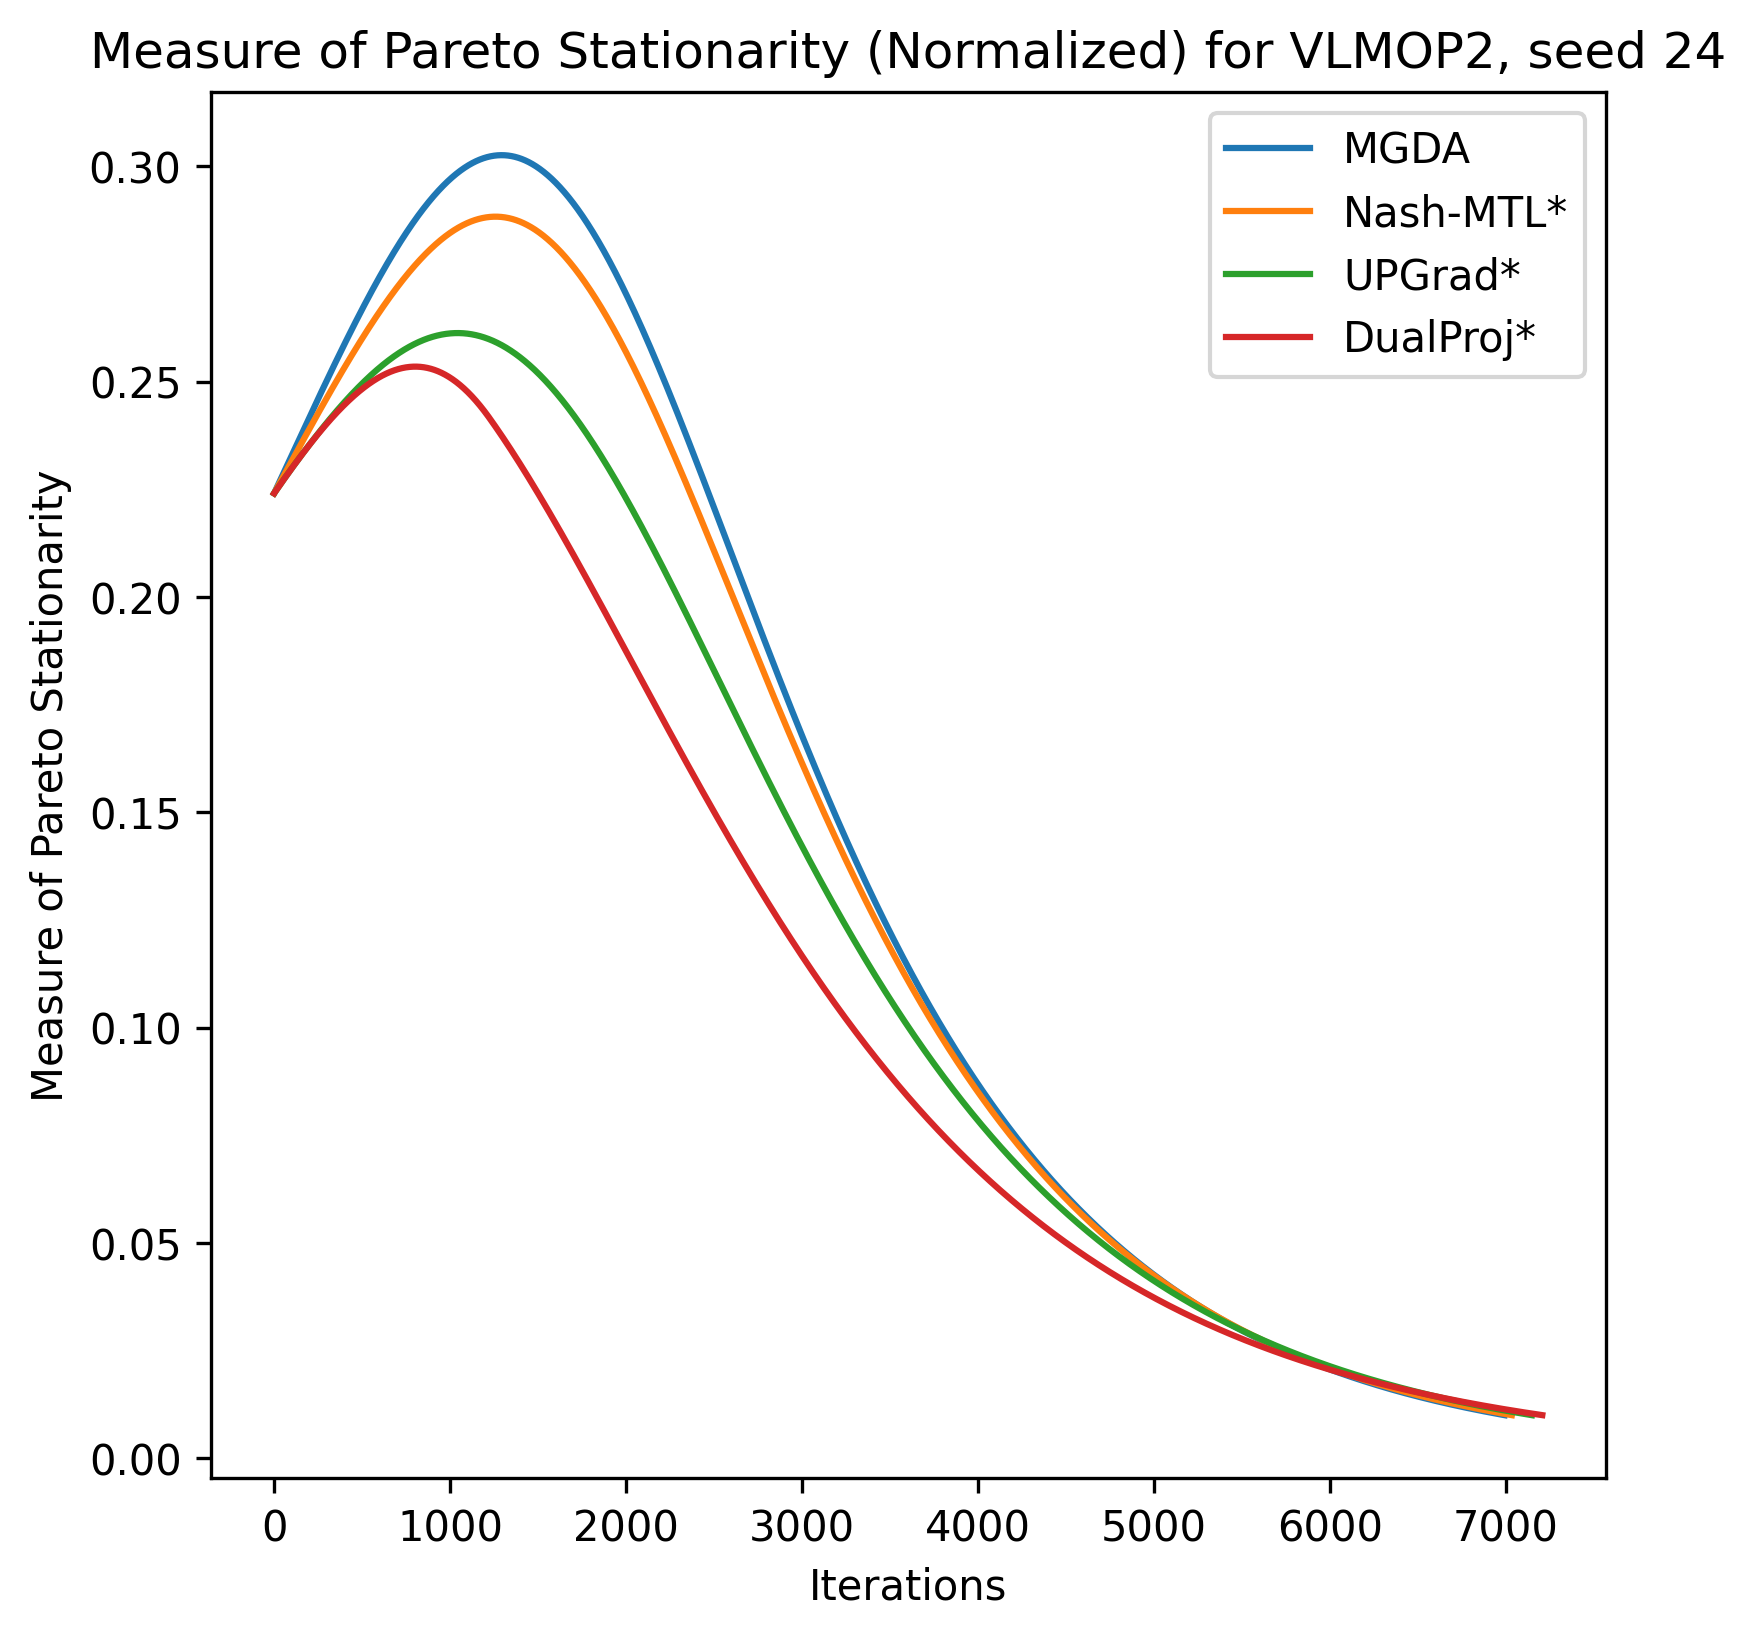 Measure of Pareto Stationarity (Normalized) for VLMOP2, seed 24
MGDA
Nash-MTL*
UPGrad*
DualProj*
Measure of Pareto Stationarity
0.30
0.25
0.20
0.15
0.10
0.05
0.00
0
1000
2000
3000
4000
5000
6000
7000
Iterations